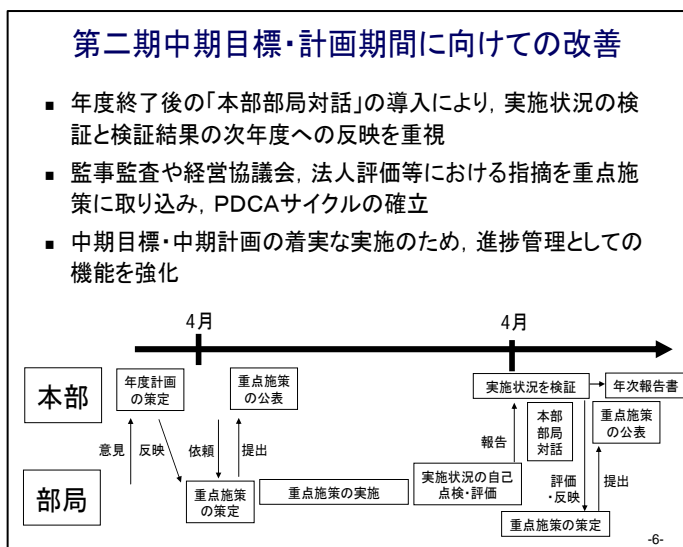 第二期中期目標・計画期間に向けての改善
■ 年度終了後の「本部部局対話」の導入により, 実施状況の検
証と検証結果の次年度への反映を重視
■ 監事監査や経営協議会, 法人評価等における指摘を重点施
策に取り込み, PDCAサイクルの確立
■ 中期目標・中期計画の着実な実施のため, 進捗管理としての
機能を強化
4月
4月
本部
年度計画
の策定
重点施策
の公表
実施状況を検証
年次報告書
本部
部局
対話
重点施策
の公表
意見
反映
依頼
提出
報告
評価
・反映
提出
部局
重点施策
の策定
重点施策の実施
実施状況の自己
点検・評価
重点施策の策定
-6-